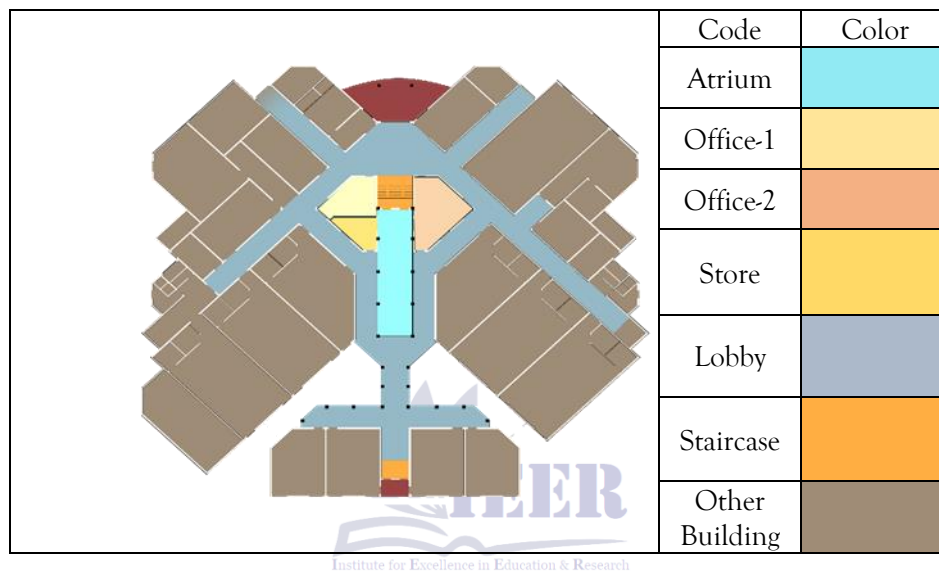 Code Color
Atrium
Office-1
Office-2
Store
Lobby
Staircase
Other
Building
IEER
Institute for Excellence in Education & Research